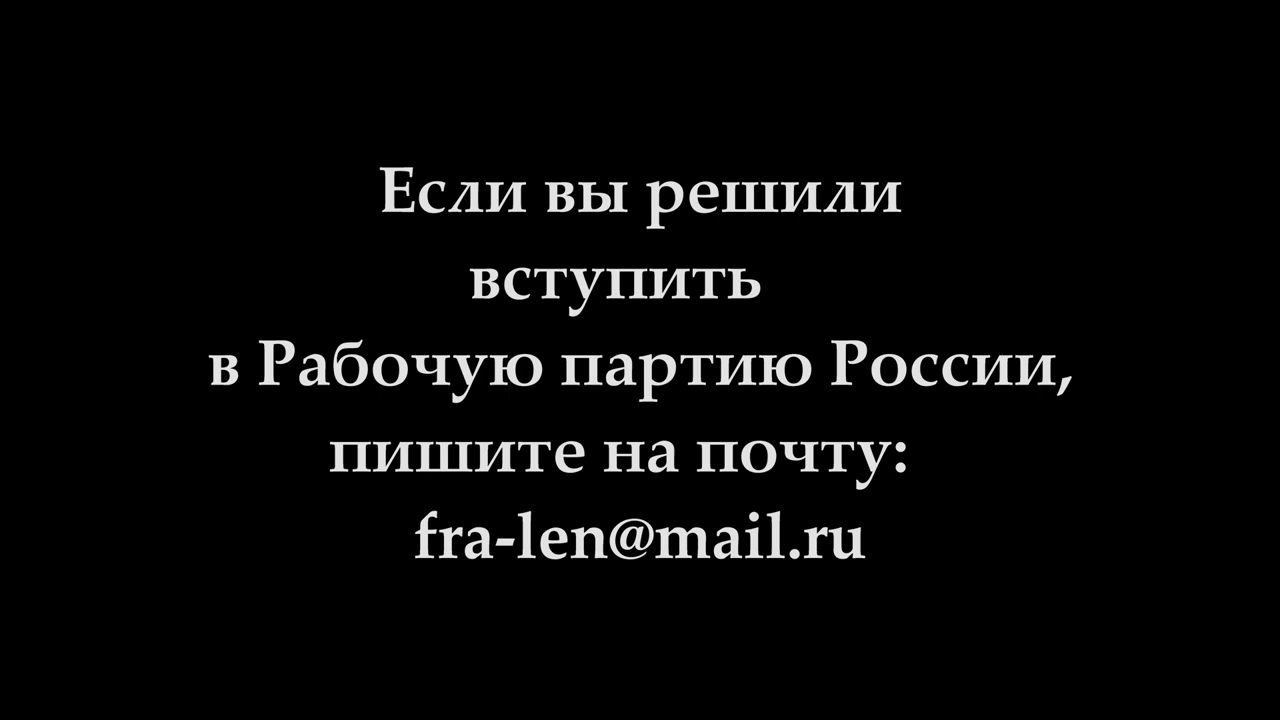 Если вы решили
вступить
в Рабочую партию России,
пишите на почту:
fra-len@mail.ru